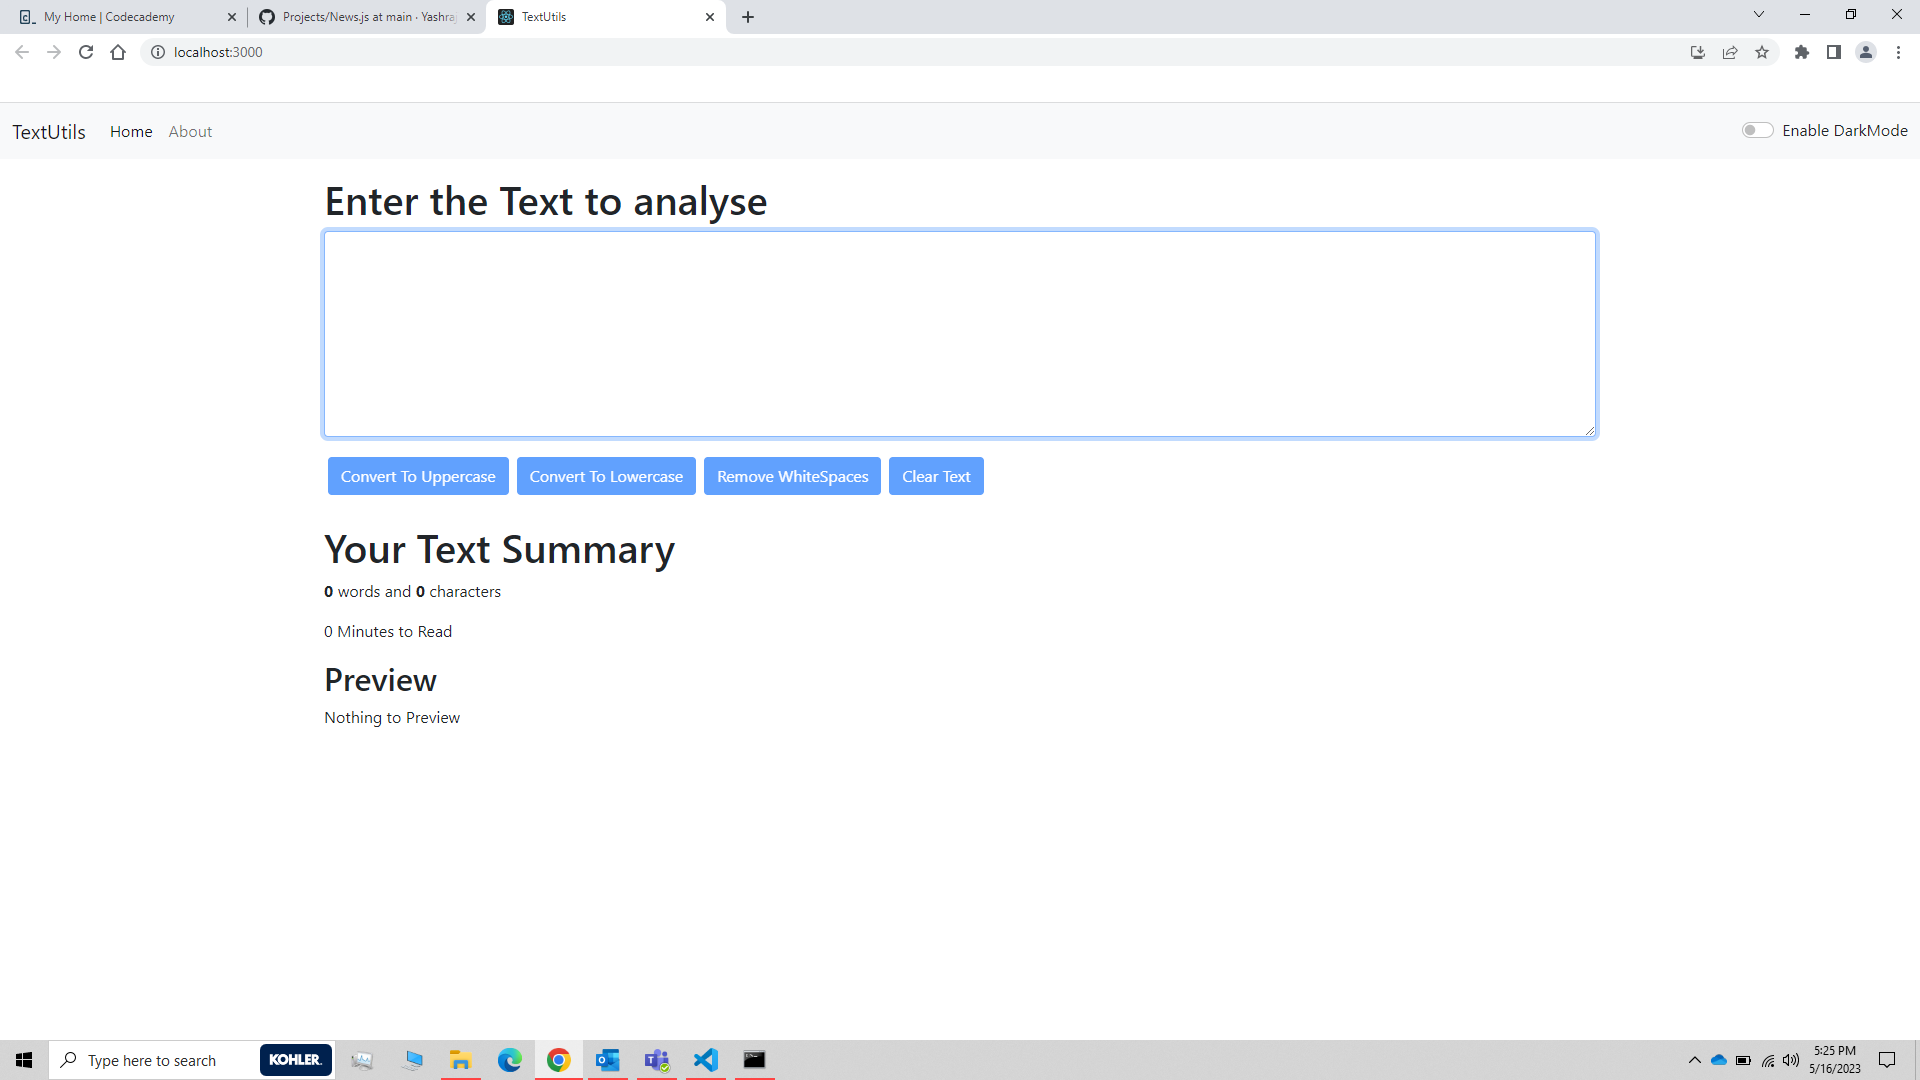 My Home | Codecademy
Projects/News.js at main · Yashra
TextUtils
localhost:3000
TextUtils Home About Enable DarkMode
Enter the Text to analyse
Convert To Uppercase Convert To Lowercase Remove WhiteSpaces Clear Text
Your Text Summary
0 words and 0 characters
0 Minutes to Read
Preview
Nothing to Preview
Type here to search
KOHLER.
5:25 PM
5/16/2023